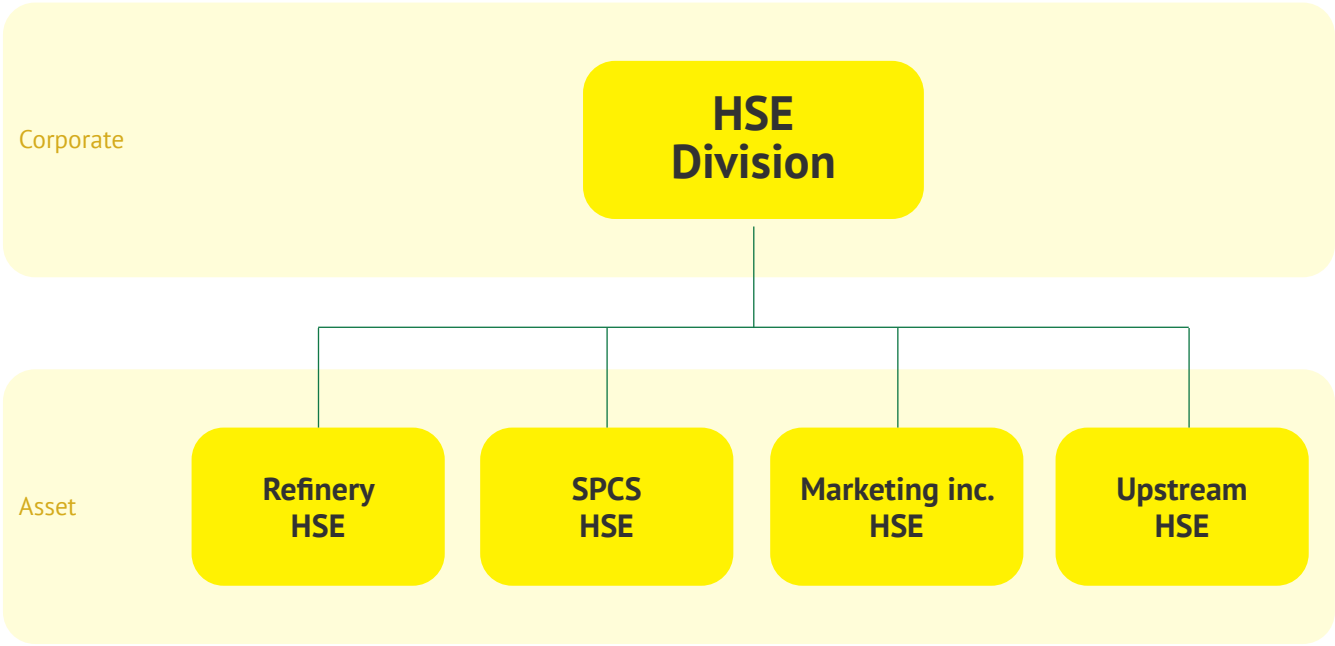 Corporate
HSE
Division
Asset
Refinery
HSE
SPCS
HSE
Marketing inc.
HSE
Upstream
HSE